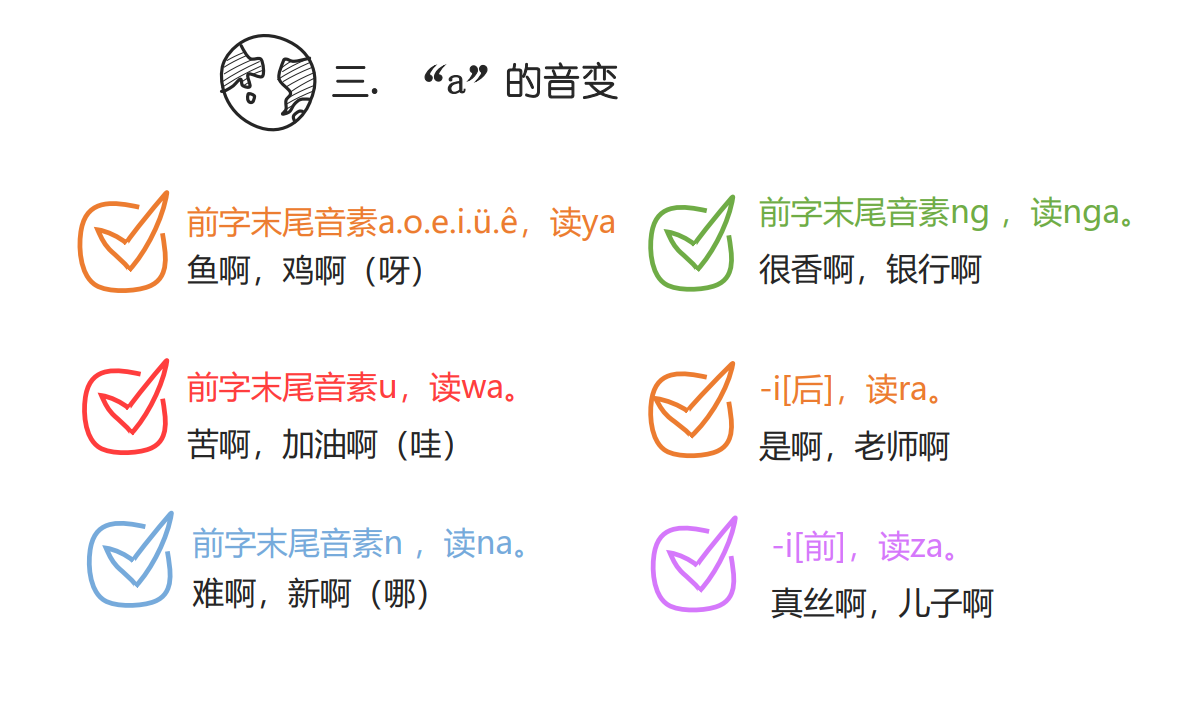 三. “a”的音变
前字末尾音素a.o.e.i.ü.ê，读ya
鱼啊，鸡啊（呀）
前字末尾音素u，读wa。
苦啊，加油啊（哇）
前字末尾音素n ，读na。
难啊，新啊（哪）
前字末尾音素ng ，读nga。
很香啊，银行啊
-i[后]，读ra。
是啊，老师啊
-i[前]，读za。
真丝啊，儿子啊